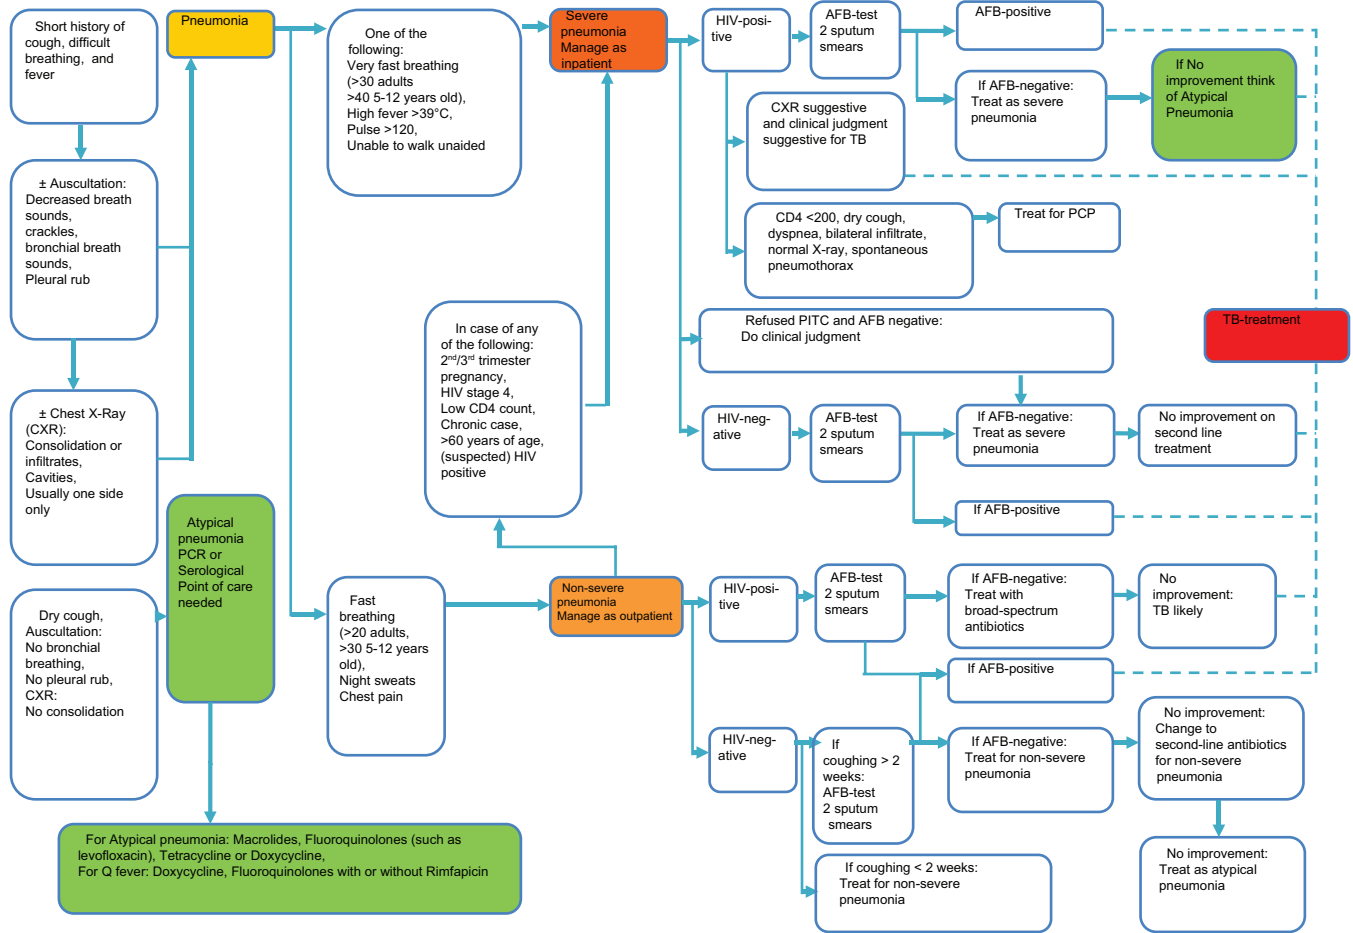 Short history of
cough, difficult
breathing, and
fever
± Auscultation:
Decreased breath
sounds,
crackles,
bronchial breath
sounds,
Pleural rub
± Chest X-Ray
(CXR):
Consolidation or
infiltrates,
Cavities,
Usually one side
only
Dry cough,
Auscultation:
No bronchial
breathing,
No pleural rub,
CXR:
No consolidation
Pneumonia
Atypical
pneumonia
PCR or
Serological
Point of care
needed
For Atypical pneumonia: Macrolides, Fluoroquinolones (such as
levofloxacin), Tetracycline or Doxycycline,
For Q fever: Doxycycline, Fluoroquinolones with or without Rimfapicin
One of the
following:
Very fast breathing
(>30 adults
>40 5-12 years old),
High fever >39°C,
Pulse >120,
Unable to walk unaided
Fast
breathing
(>20 adults,
>30 5-12 years
old),
Night sweats
Chest pain
In case of any
of the following:
2nd/3rd trimester
pregnancy,
HIV stage 4,
Low CD4 count,
Chronic case,
>60 years of age,
(suspected) HIV
positive
Severe
pneumonia
Manage as
inpatient
Non-severe
pneumonia
Manage as outpatient
HIV-posi-
tive
AFB-test
2 sputum
smears
AFB-positive
If AFB-negative:
Treat as severe
pneumonia
If No
improvement think
of Atypical
Pneumonia
CXR suggestive
and clinical judgment
suggestive for TB
CD4 <200, dry cough,
dyspnea, bilateral infiltrate,
normal X-ray, spontaneous
pneumothorax
Treat for PCP
Refused PITC and AFB negative:
Do clinical judgment
TB-treatment
HIV-neg-
ative
AFB-test
2 sputum
smears
If AFB-negative:
Treat as severe
pneumonia
No improvement on
second line
treatment
If AFB-positive
HIV-posi-
tive
AFB-test
2 sputum
smears
If AFB-negative:
Treat with
broad-spectrum
antibiotics
No
improvement:
TB likely
If AFB-positive
HIV-neg-
ative
If
coughing > 2
weeks:
AFB-test
2 sputum
smears
If AFB-negative:
Treat for non-severe
pneumonia
No improvement:
Change to
second-line antibiotics
for non-severe
pneumonia
If coughing < 2 weeks:
Treat for non-severe
pneumonia
No improvement:
Treat as atypical
pneumonia